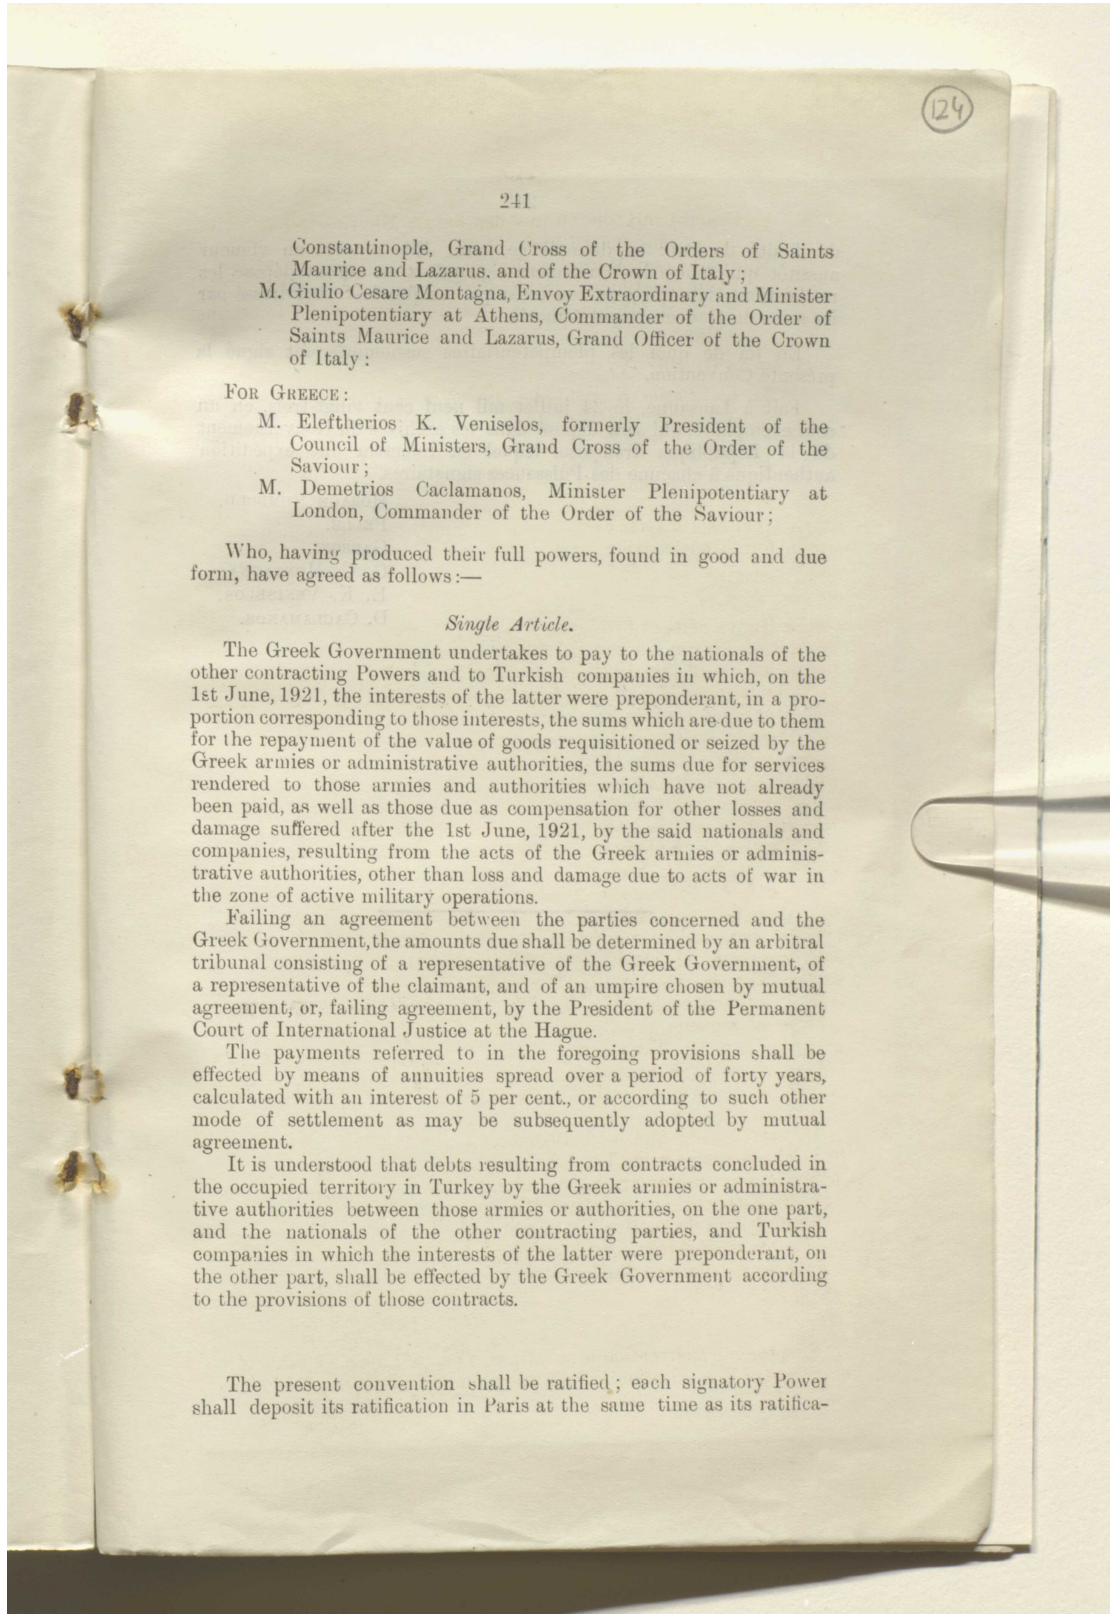 124
241
Constantinople, Grand Cross of the Orders of Saints
Maurice and Lazarus, and of the Crown of Italy;
M. Giulio Cesare Montagna, Envoy Extraordinary and Minister
Plenipotentiary at Athens, Commander of the Order of
Saints Maurice and Lazarus, Grand Officer of the Crown
of Italy:
FOR GREECE:
M. Eleftherios K. Veniselos, formerly President of the
Council of Ministers, Grand Cross of the Order of the
Saviour;
M. Demetrios Caclamanos, Minister Plenipotentiary at
London, Commander of the Order of the Saviour;
Who, having produced their full powers, found in good and due
form, have agreed as follows:—
Single Article.
The Greek Government undertakes to pay to the nationals of the
other contracting Powers and to Turkish companies in which, on the
1st June, 1921, the interests of the latter were preponderant, in a pro-
portion corresponding to those interests, the sums which are due to them
for the repayment of the value of goods requisitioned or seized by the
Greek armies or administrative authorities, the sums due for services
rendered to those armies and authorities which have not already
been paid, as well as those due as compensation for other losses and
damage suffered after the 1st June, 1921, by the said nationals and
companies, resulting from the acts of the Greek armies or adminis-
trative authorities, other than loss and damage due to acts of war in
the zone of active military operations.
Failing an agreement between the parties concerned and the
Greek Government, the amounts due shall be determined by an arbitral
tribunal consisting of a representative of the Greek Government, of
a representative of the claimant, and of an umpire chosen by mutual
agreement, or, failing agreement, by the President of the Permanent
Court of International Justice at the Hague.
The payments referred to in the foregoing provisions shall be
effected by means of annuities spread over a period of forty years,
calculated with an interest of 5 per cent., or according to such other
mode of settlement as may be subsequently adopted by mutual
agreement.
It is understood that debts resulting from contracts concluded in
the occupied territory in Turkey by the Greek armies or administra-
tive authorities between those armies or authorities, on the one part,
and the nationals of the other contracting parties, and Turkish
companies in which the interests of the latter were preponderant, on
the other part, shall be effected by the Greek Government according
to the provisions of those contracts.
The present convention shall be ratified; each signatory Power
shall deposit its ratification in Paris at the same time as its ratifica-